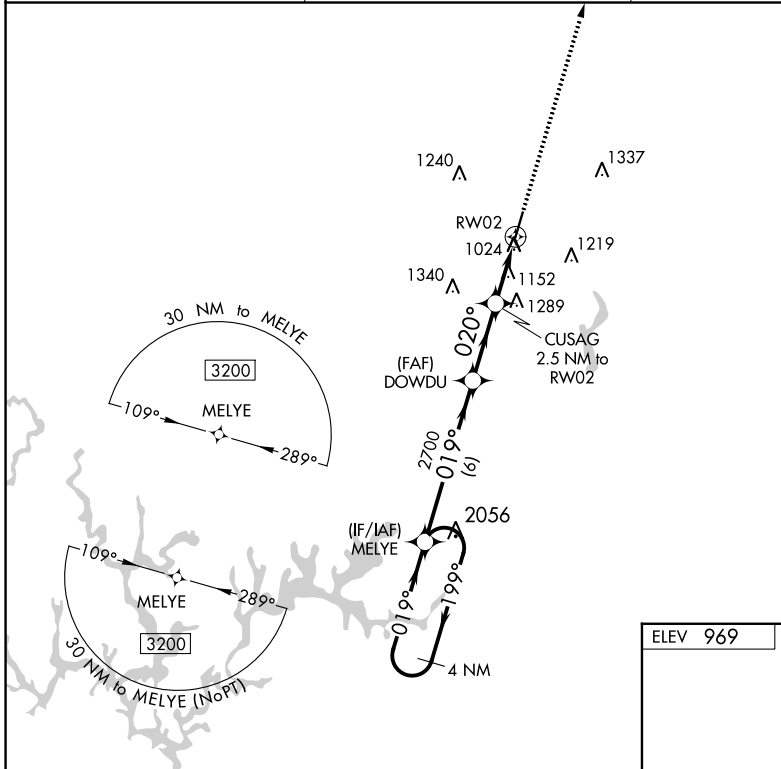 1240
1337
RW02
1024
1219
1340
1152
1289
30 NM to MELYE
020°
CUSAG
2.5 NM to
RW02
3200
(FAF)
DOWDU
109°
MELYE
289°
2700
019°
(6)
2056
(IF/IAF)
MELYE
109°
MELYE
289°
019°
199°
3200
30 NM to MELYE (NoPT)
4 NM
ELEV 969